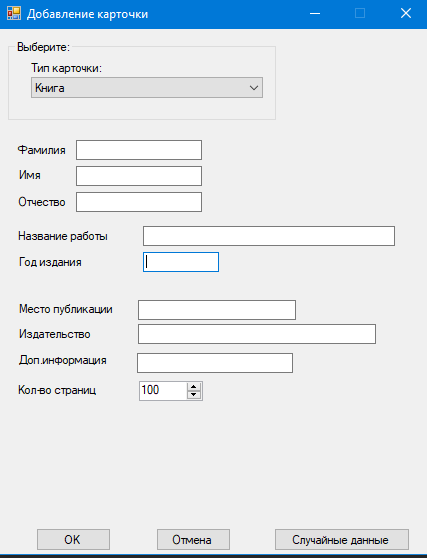 Добавление карточки
Выберите:
Тип карточки:
Книга
Фамилия
Имя
Отчество
Название работы
Год издания
Место публикации
Издательство
Доп.информация
Кол-во страниц 100
OK Отмена Случайные данные